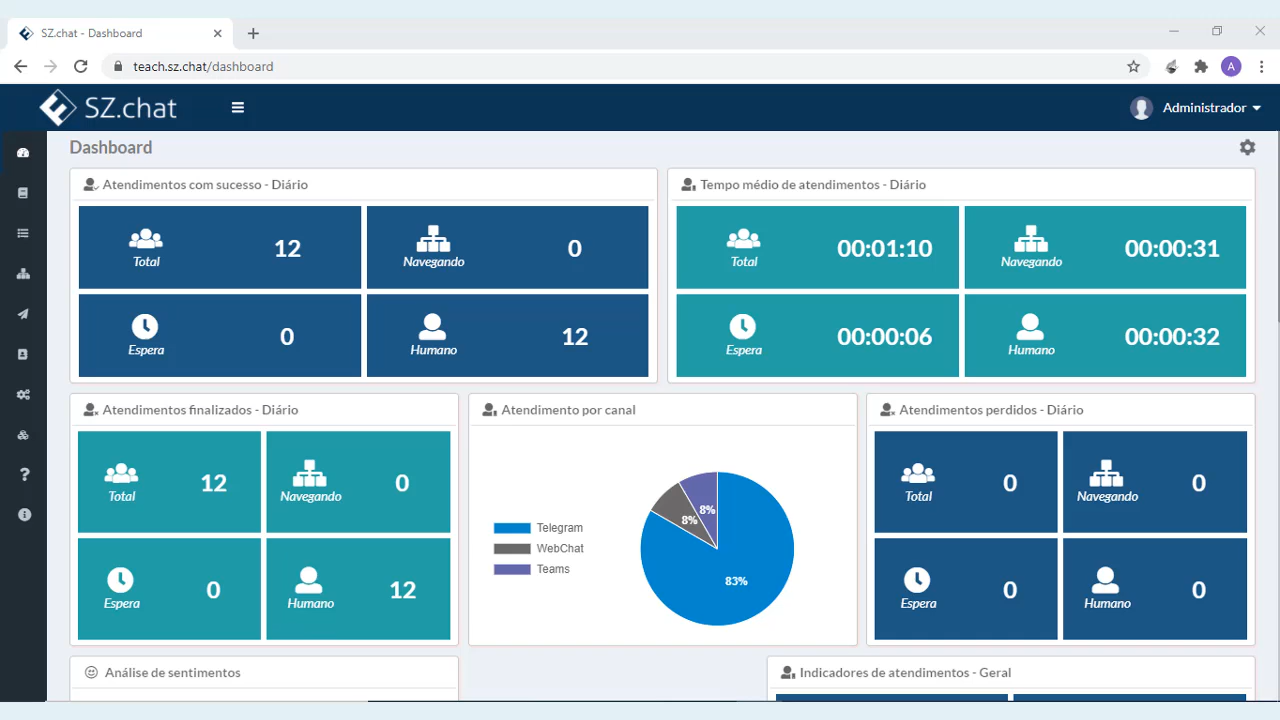 SZ.chat - Dashboard
teach.sz.chat/dashboard
A
SZ.chat
Administrador
Dashboard
Atendimentos com sucesso - Diário
Total
12
Navegando
0
Espera
0
Humano
12
Tempo médio de atendimentos - Diário
Total
00:01:10
Navegando
00:00:31
Espera
00:00:06
Humano
00:00:32
Atendimentos finalizados - Diário
Total
12
Navegando
0
Espera
0
Humano
12
Atendimento por canal
Telegram
WebChat
Teams
8%
8%
83%
Atendimentos perdidos - Diário
Total
0
Navegando
0
Espera
0
Humano
0
Análise de sentimentos
Indicadores de atendimentos - Geral